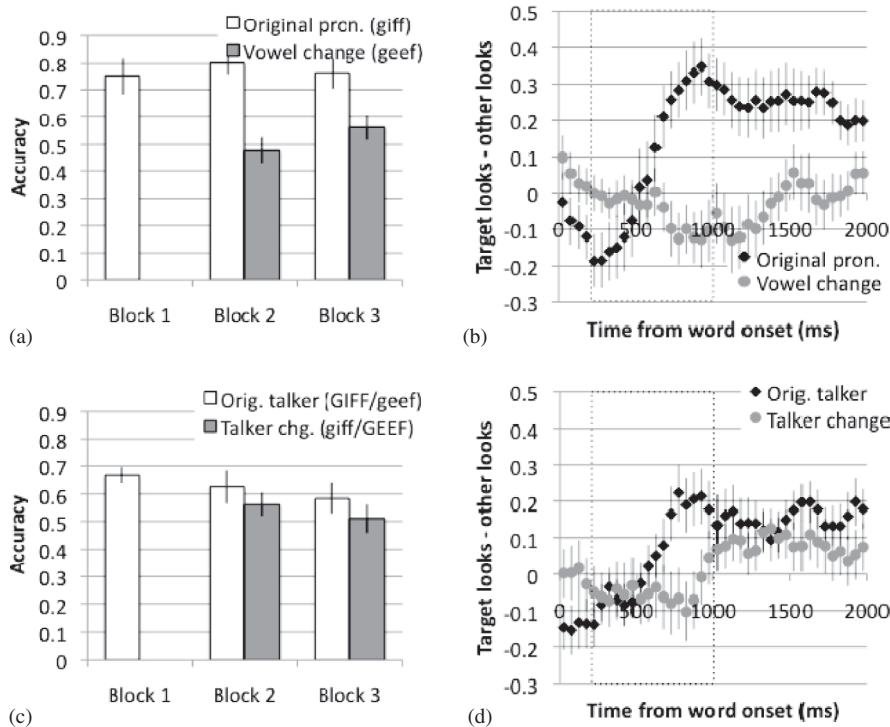 Original pron. (giff)
Vowel change (geef)
0.9
0.8
0.7
0.6
0.5
0.4
0.3
0.2
0.1
0
Accuracy
Block 1
Block 2
Block 3
(a)
0.5
0.4
0.3
0.2
0.1
0
-0.1
-0.2
-0.3
Target looks - other looks
0
500
1000
1500
2000
Original pron.
Vowel change
Time from word onset (ms)
(b)
Orig. talker (GIFF/geef)
Talker chg. (giff/GEEF)
0.9
0.8
0.7
0.6
0.5
0.4
0.3
0.2
0.1
0
Accuracy
Block 1
Block 2
Block 3
(c)
Orig. talker
Talker change
0.5
0.4
0.3
0.2
0.1
0
-0.1
-0.2
-0.3
Target looks - other looks
0
500
1000
1500
2000
Time from word onset (ms)
(d)